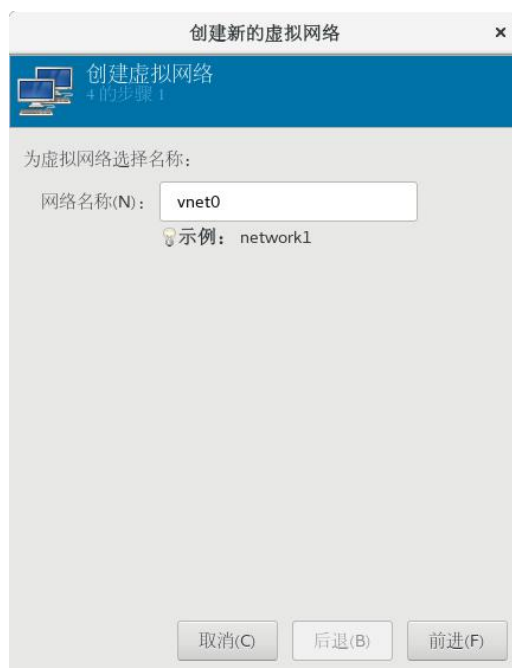 创建新的虚拟网络 ×
创建虚拟网络
4 的步骤 1
为虚拟网络选择名称：
网络名称(N)： vnet0
示例： network1
取消(C) 后退(B) 前进(F)